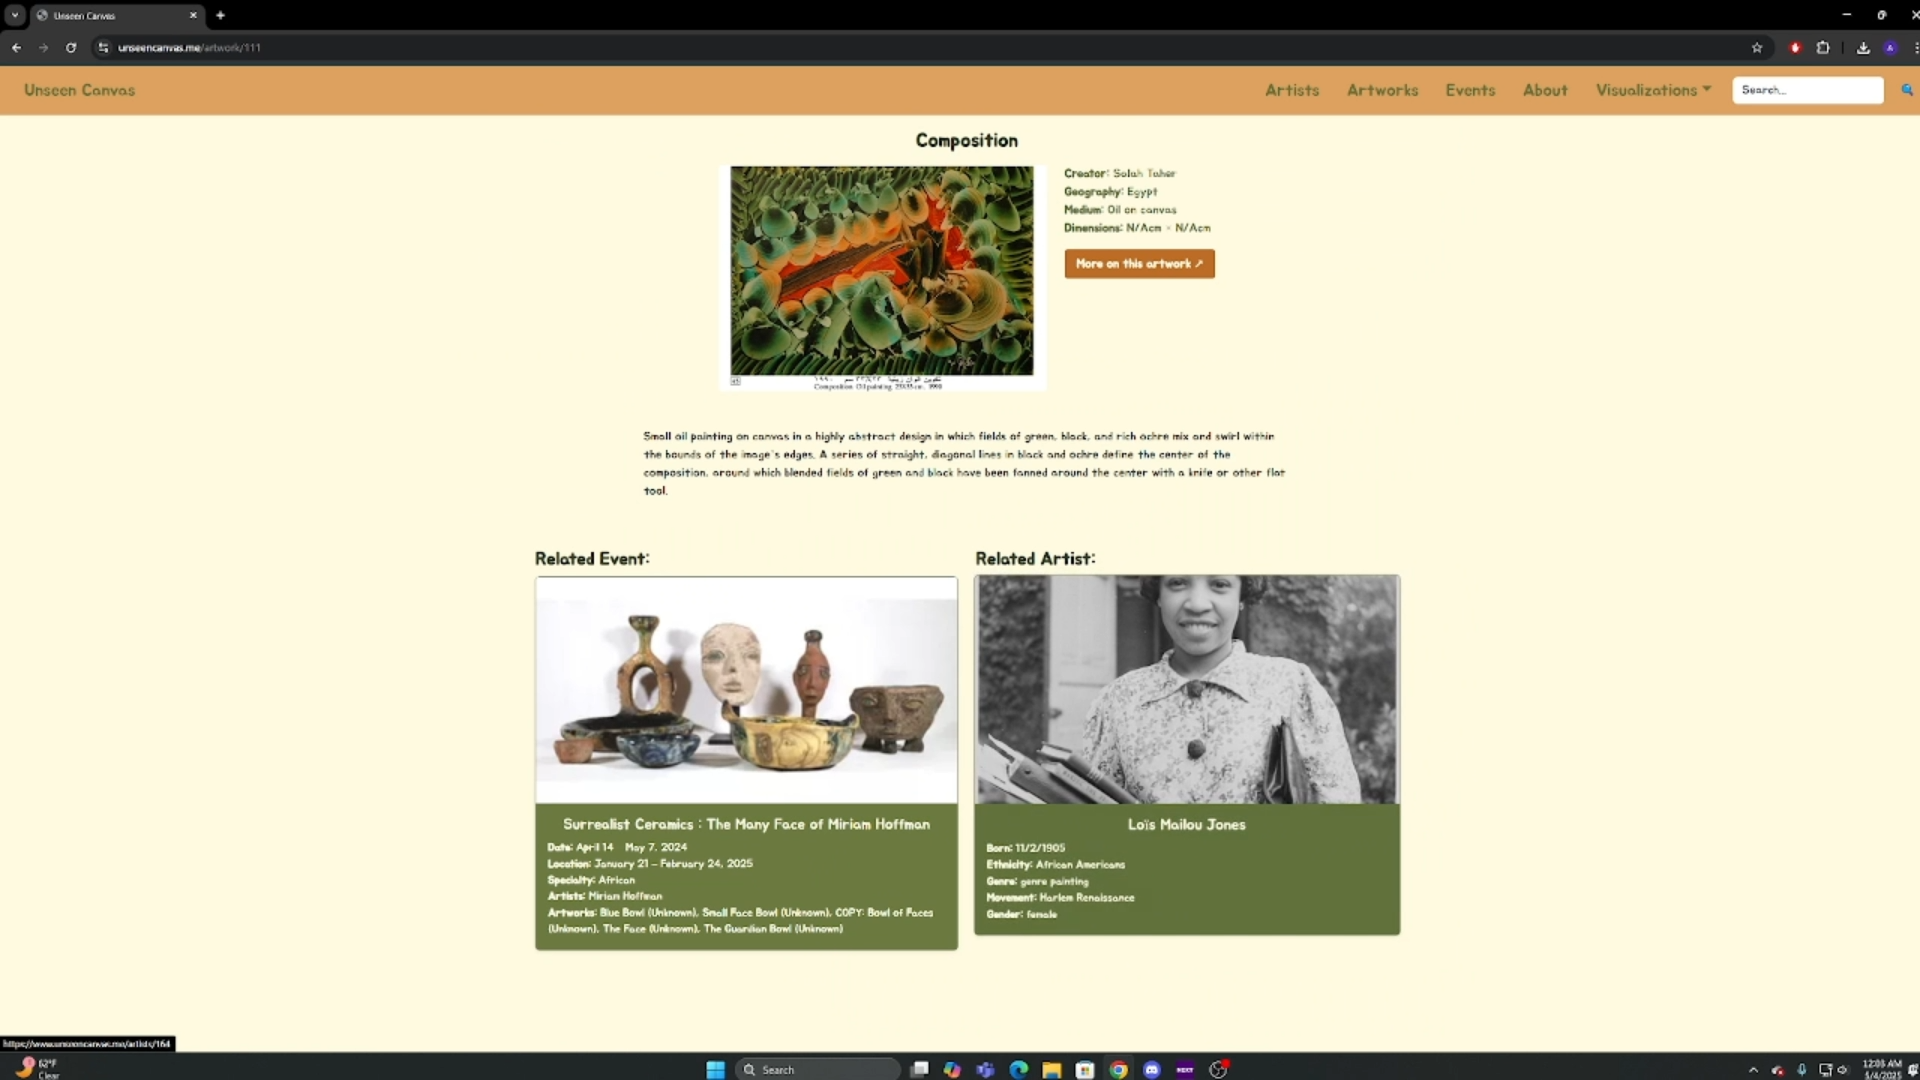 Unseen Canvas
unseencanvas.me/artwork/111
Unseen Canvas
Artists Artworks Events About Visualizations Search...
Composition
Creator: Salah Taher
Geography: Egypt
Medium: Oil on canvas
Dimensions: N/Acm × N/Acm
More on this artwork ↗
Composition Oil painting, 1990
Small oil painting on canvas in a highly abstract design in which fields of green, black, and rich ochre mix and swirl within
the bounds of the image's edges. A series of straight, diagonal lines in black and ochre define the center of the
composition, around which blended fields of green and black have been fanned around the center with a knife or other flat
tool.
Related Event:
Related Artist:
Surrealist Ceramics : The Many Face of Miriam Hoffman
Date: April 14 May 7, 2024
Location: January 21 – February 24, 2025
Specialty: African
Artists: Miriam Hoffman
Artworks: Blue Bowl (Unknown), Small Face Bowl (Unknown), COPY: Bowl of Faces
(Unknown), The Face (Unknown), The Guardian Bowl (Unknown)
Loïs Mailou Jones
Born: 11/2/1905
Ethnicity: African Americans
Genre: genre painting
Movement: Harlem Renaissance
Gender: female
https://www.unseencanvas.me/artists/164
62°F
Clear
Search
NEXT
12:03 AM
5/4/2025